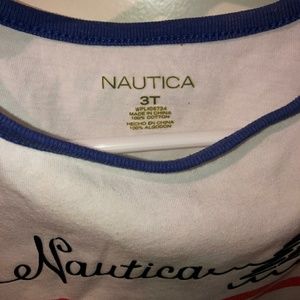 NAUTICA
3T
MADE IN CHINA
100% COTTON
HECHO EN CHINA
100% ALGODON
Nautica